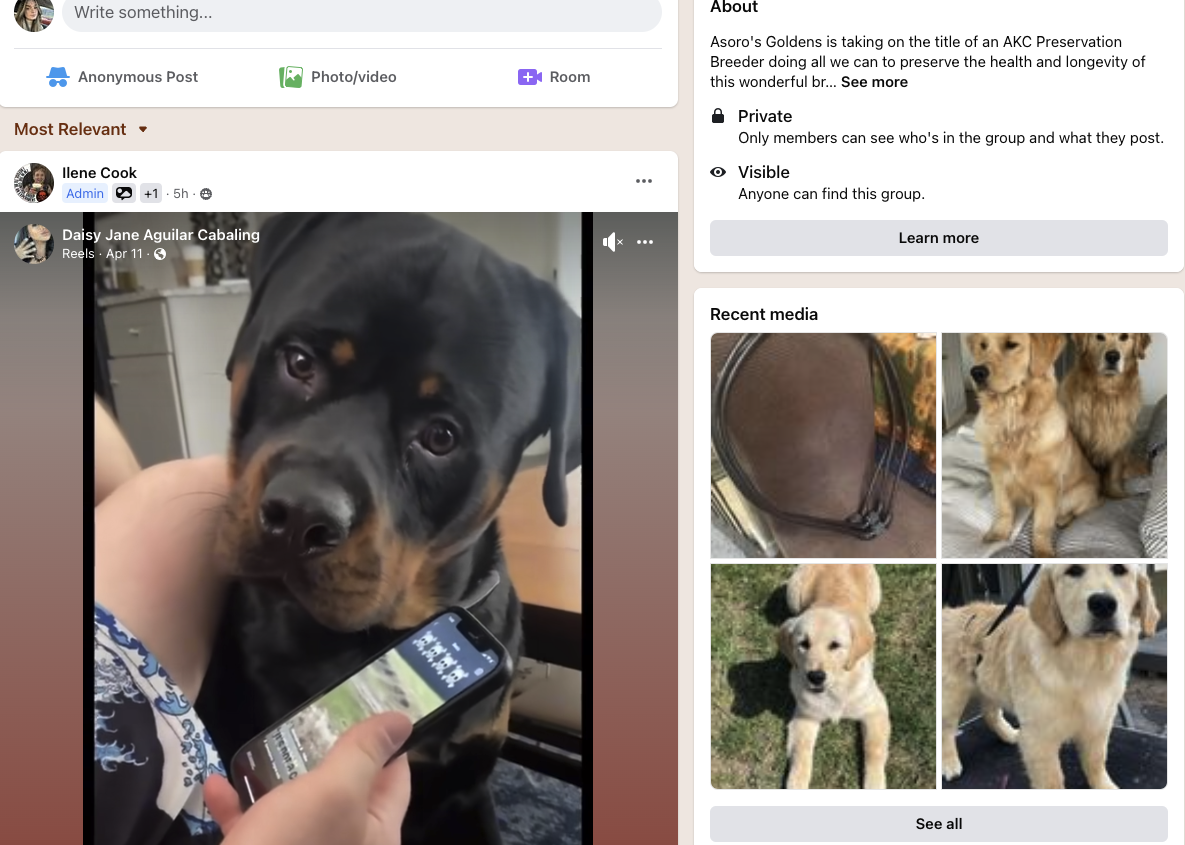 Write something...
Anonymous Post
Photo/video
Room
Most Relevant
Ilene Cook
Admin +1 · 5h ·
Daisy Jane Aguilar Cabaling
Reels · Apr 11 ·
About
Asoro's Goldens is taking on the title of an AKC Preservation
Breeder doing all we can to preserve the health and longevity of
this wonderful br... See more
Private
Only members can see who's in the group and what they post.
Visible
Anyone can find this group.
Learn more
Recent media
See all